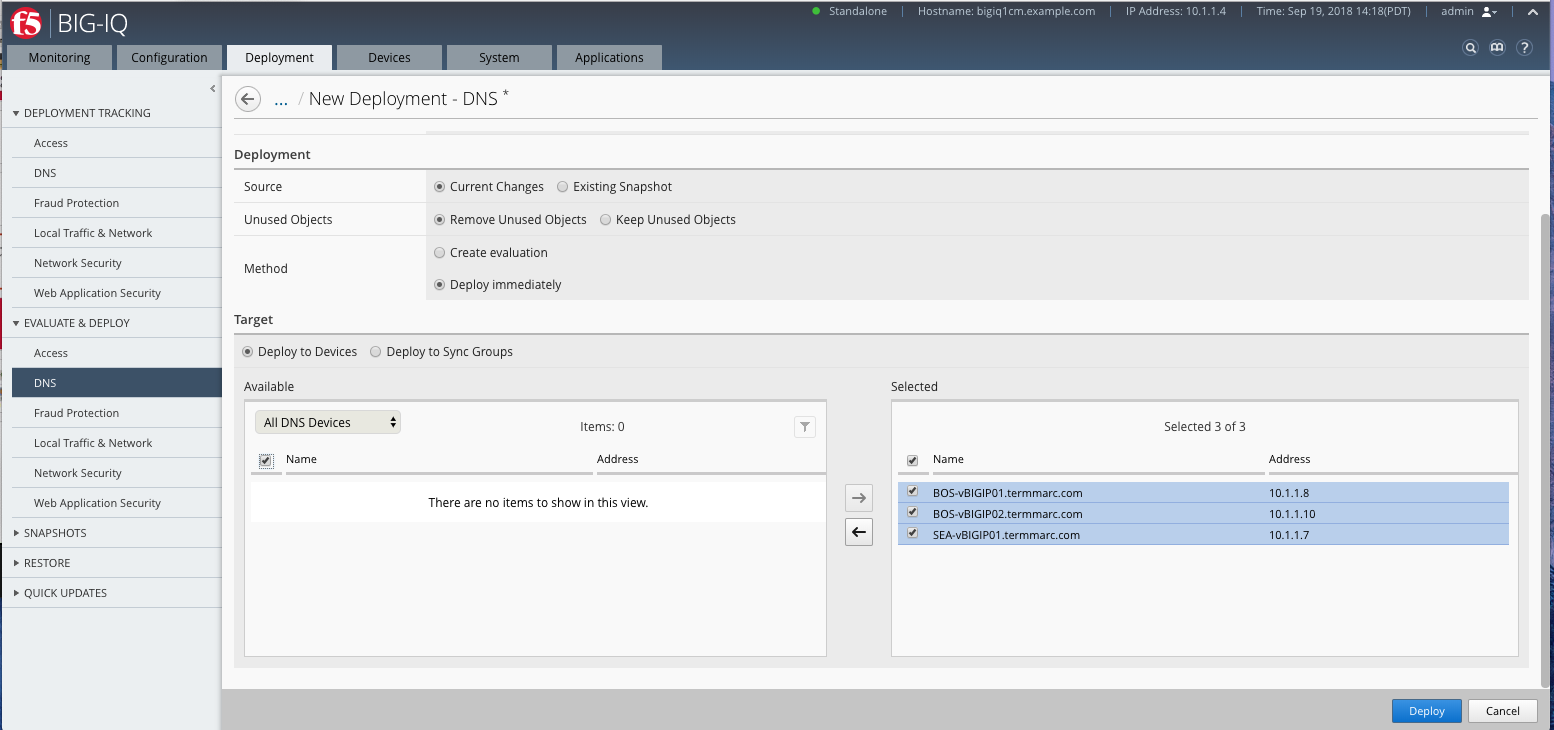 f5 BIG-IQ
Standalone Hostname: bigiq1cm.example.com IP Address: 10.1.1.4 Time: Sep 19, 2018 14:18(PDT) admin
Monitoring Configuration Deployment Devices System Applications
?
DEPLOYMENT TRACKING
Access
DNS
Fraud Protection
Local Traffic & Network
Network Security
Web Application Security
EVALUATE & DEPLOY
Access
DNS
Fraud Protection
Local Traffic & Network
Network Security
Web Application Security
SNAPSHOTS
RESTORE
QUICK UPDATES
... / New Deployment - DNS *
Deployment
Source Current Changes Existing Snapshot
Unused Objects Remove Unused Objects Keep Unused Objects
Method
Create evaluation
Deploy immediately
Target
Deploy to Devices Deploy to Sync Groups
Available
All DNS Devices Items: 0
Name Address
There are no items to show in this view.
Selected
Selected 3 of 3
Name Address
BOS-vBIGIP01.termmarc.com 10.1.1.8
BOS-vBIGIP02.termmarc.com 10.1.1.10
SEA-vBIGIP01.termmarc.com 10.1.1.7
Deploy Cancel